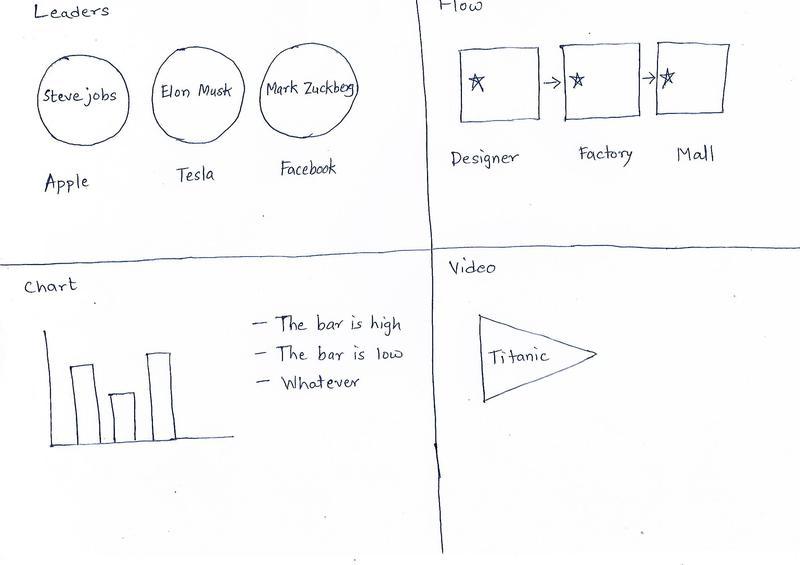 Leaders
Steve jobs
Elon Musk
Mark Zuckbeg
Apple
Tesla
Facebook
Flow
Designer
Factory
Mall
Chart
- The bar is high
- The bar is low
- Whatever
Video
Titanic